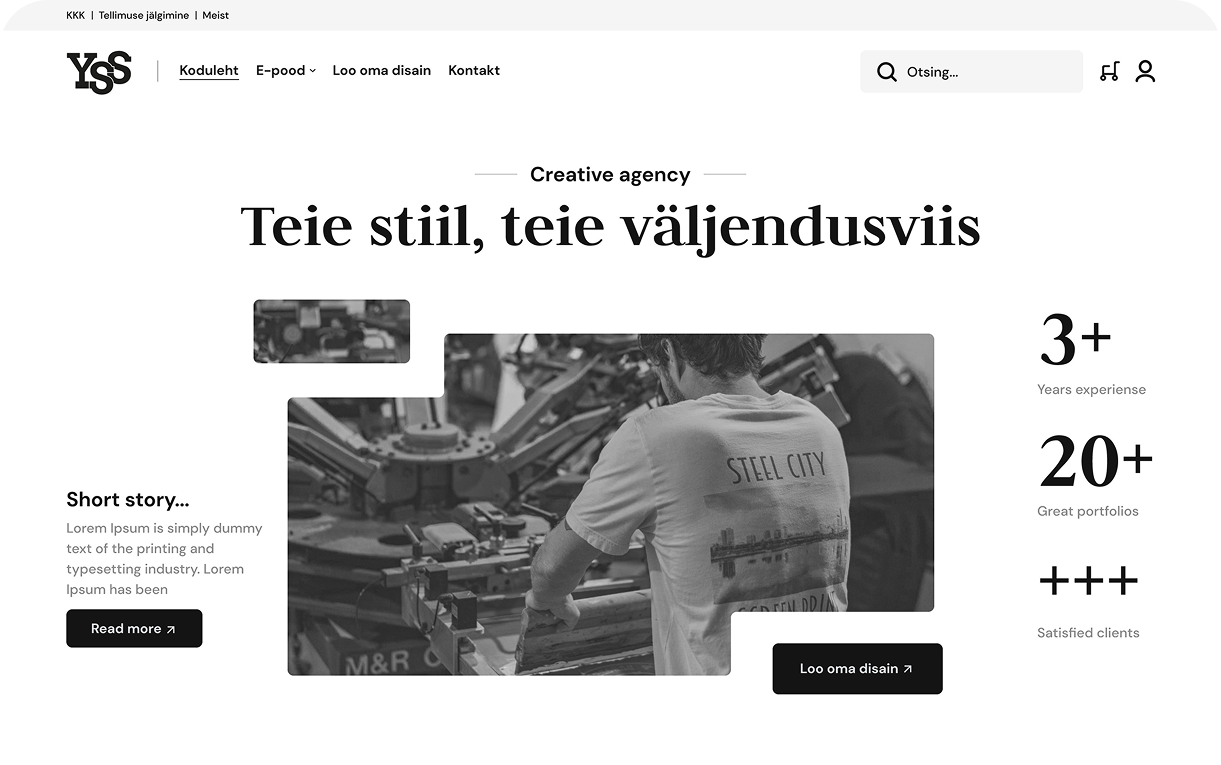 KKK | Tellimuse jälgimine | Meist
YSS
Koduleht E-pood Loo oma disain Kontakt
Otsing...
Creative agency
Teie stiil, teie väljendusviis
3+
Years experiense
20+
Great portfolios
+++
Satisfied clients
STEEL CITY
SCREEN PRIN
M&R
Short story...
Lorem Ipsum is simply dummy
text of the printing and
typesetting industry. Lorem
Ipsum has been
Read more
Loo oma disain